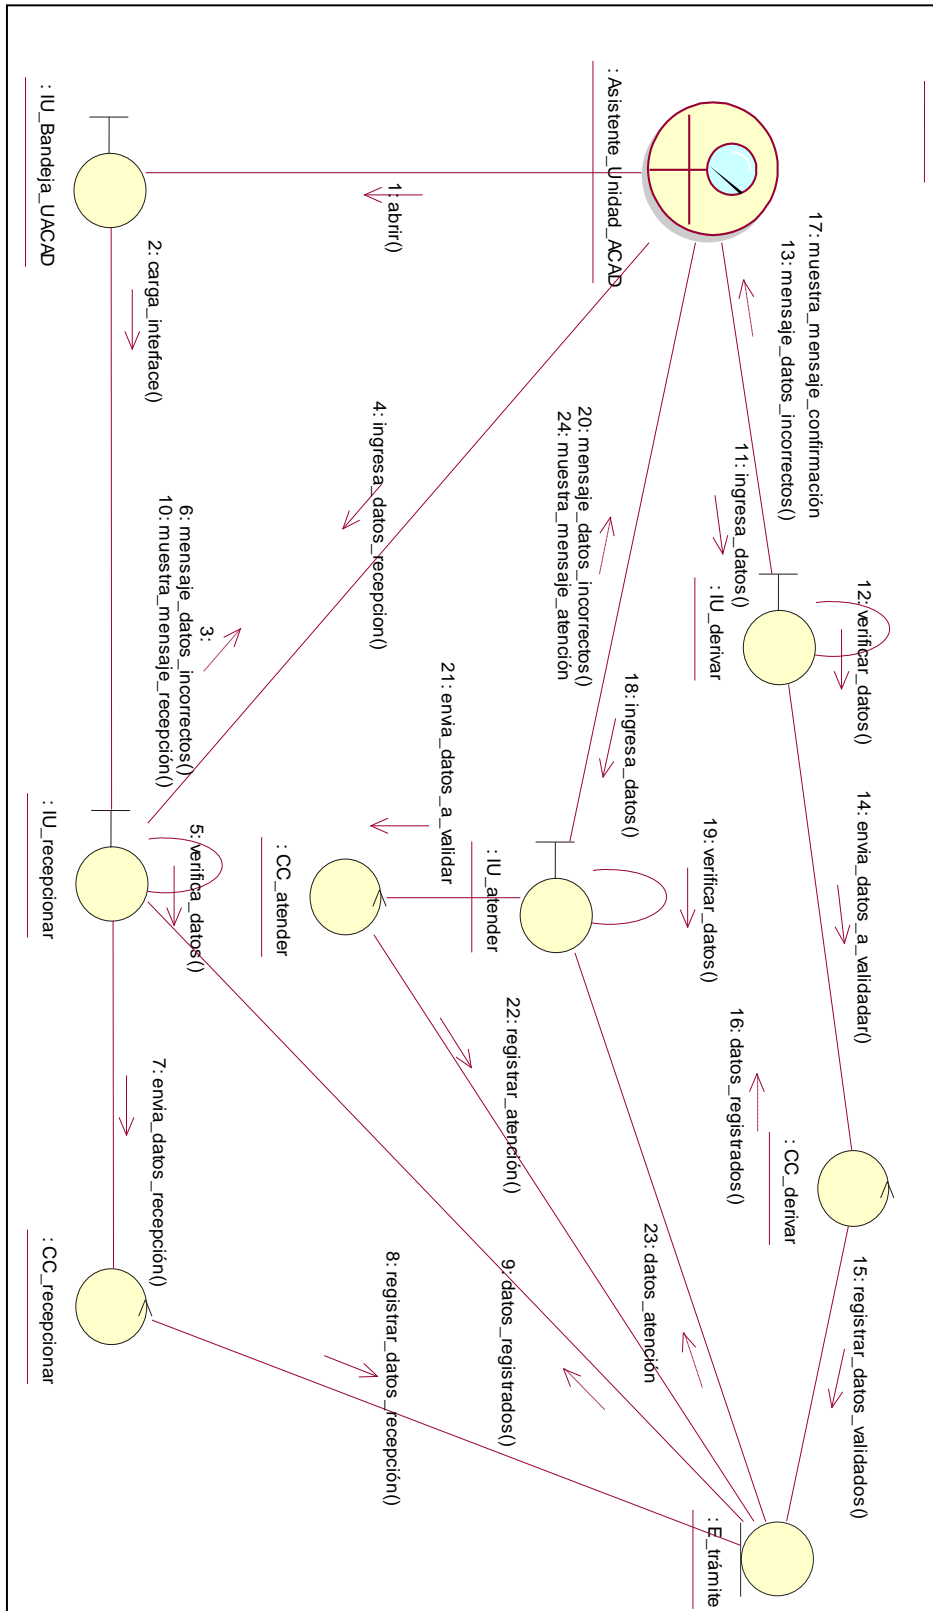 : Asistente_Unidad_ACAD
: IU_Bandeja_UACAD
1: abrir()
2: carga_interface()
3:
6: mensaje_datos_incorrectos()
10: muestra_mensaje_recepción()
4: ingresa_datos_recepcion()
: IU_recepcionar
5: verifica_datos()
7: envia_datos_recepción()
: CC_recepcionar
8: registrar_datos_recepción()
9: datos_registrados()
17: muestra_mensaje_confirmación
13: mensaje_datos_incorrectos()
11: ingresa_datos()
: IU_derivar
12: verificar_datos()
14: envia_datos_a_validadar()
: CC_derivar
15: registrar_datos_validados()
16: datos_registrados()
20: mensaje_datos_incorrectos()
24: muestra_mensaje_atención
18: ingresa_datos()
: IU_atender
19: verificar_datos()
21: envia_datos_a_validar
: CC_atender
22: registrar_atención()
23: datos_atención
: E_trámite